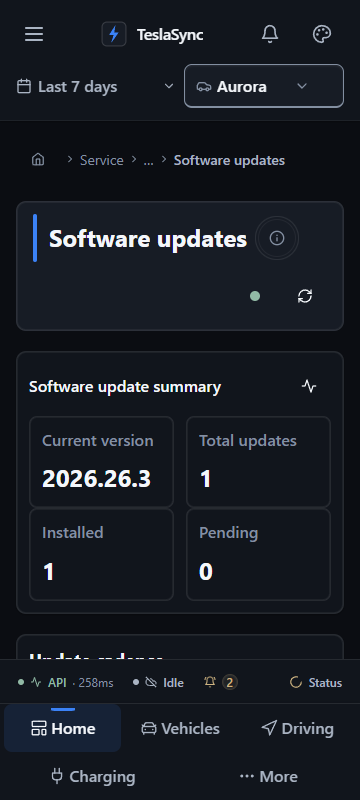 TeslaSync
Last 7 days
Aurora
Service
...
Software updates
Software updates
Software update summary
Current version
Total updates
2026.26.3
1
Installed
Pending
1
0
API · 258ms
Idle
2
Status
Home
Vehicles
Driving
Charging
More